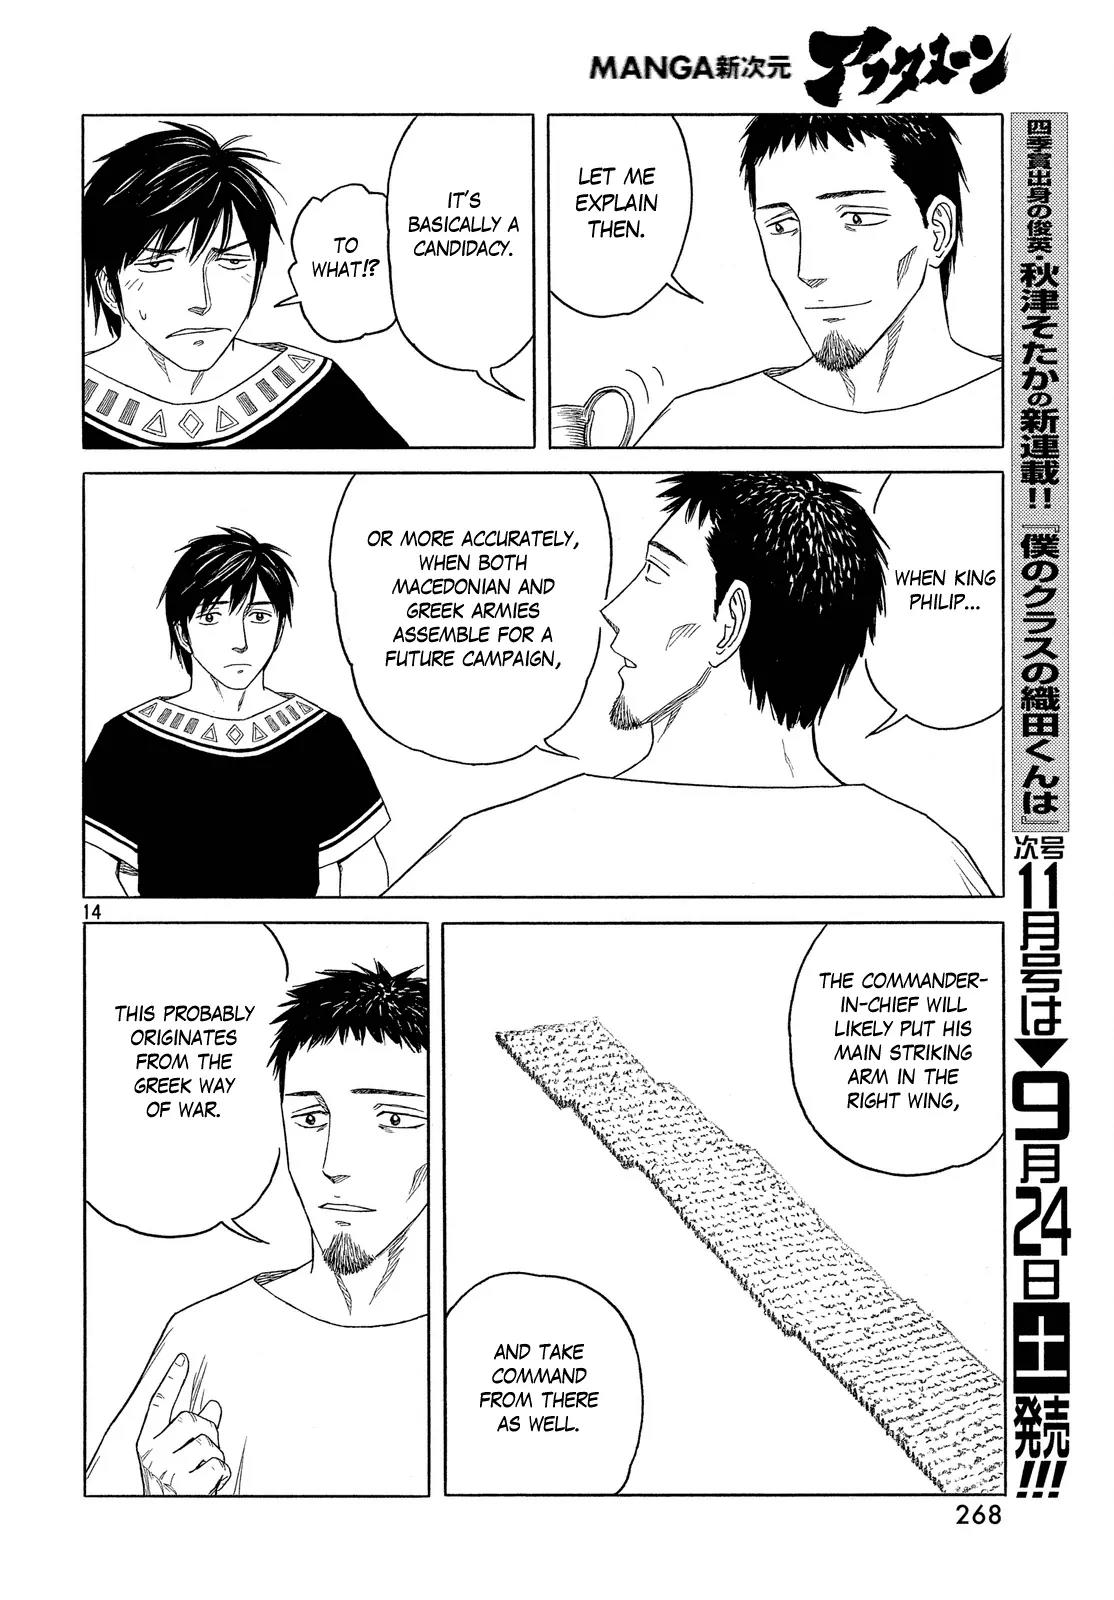 MANGA新次元 アフタヌーン
LET ME
EXPLAIN
THEN.
IT'S
BASICALLY A
CANDIDACY.
TO
WHAT!?
WHEN KING
PHILIP...
OR MORE ACCURATELY,
WHEN BOTH
MACEDONIAN AND
GREEK ARMIES
ASSEMBLE FOR A
FUTURE CAMPAIGN,
14
THE COMMANDER-
IN-CHIEF WILL
LIKELY PUT HIS
MAIN STRIKING
ARM IN THE
RIGHT WING,
AND TAKE
COMMAND
FROM THERE
AS WELL.
THIS PROBABLY
ORIGINATES
FROM THE
GREEK WAY
OF WAR.
四季賞出身の俊英・秋津そたかの新連載!!『僕のクラスの織田くんは』次号11月号は▼9月24日土発売!!!
268